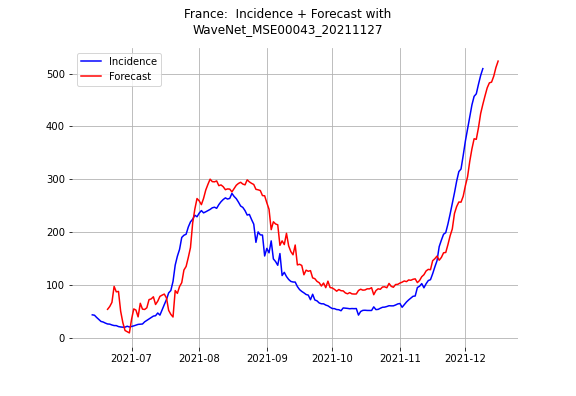 France:  Incidence + Forecast with
WaveNet_MSE00043_20211127
Incidence
Forecast
500
400
300
200
100
0
2021-07 2021-08 2021-09 2021-10 2021-11 2021-12